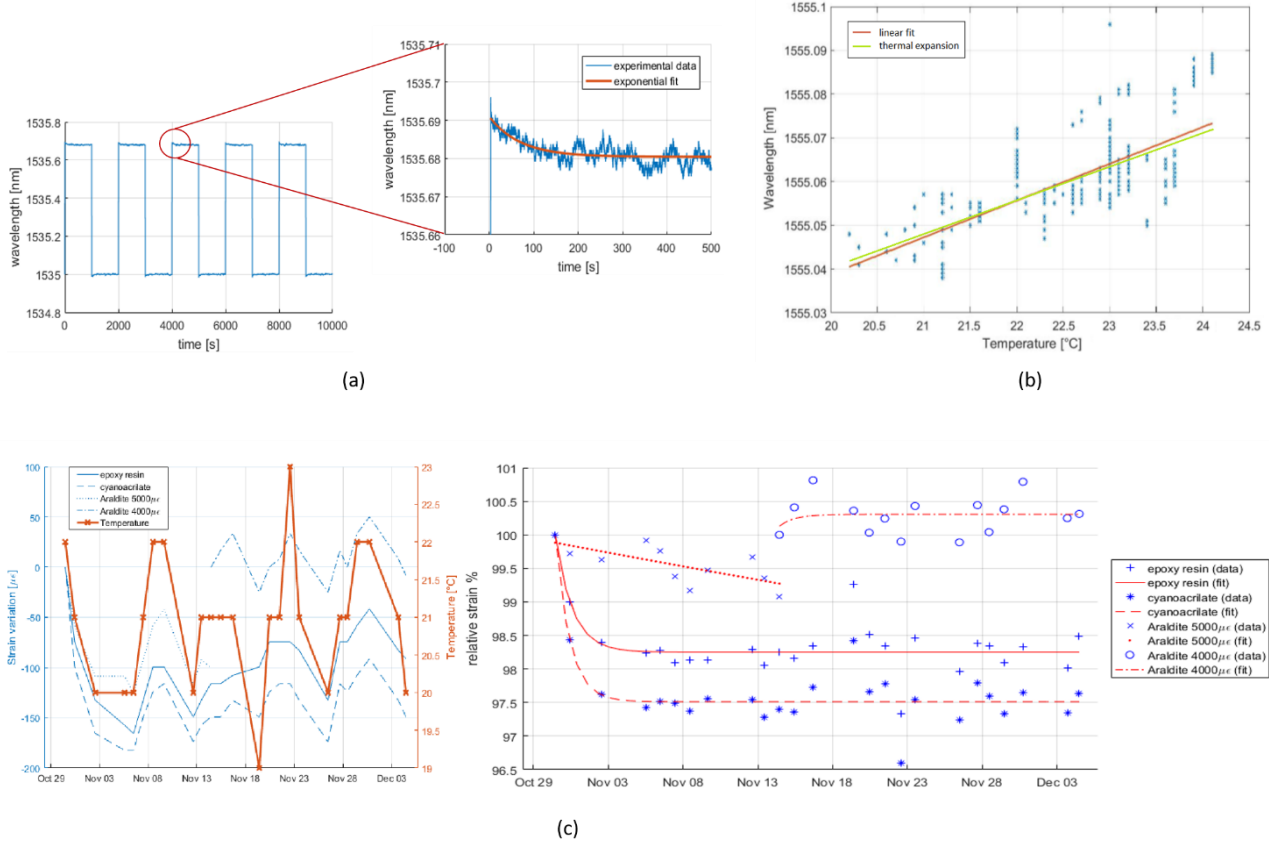 1535.8
1535.6
1535.4
1535.2
1535
1534.8
wavelength [nm]
0 2000 4000 6000 8000 10000
time [s]
1535.71
1535.7
1535.69
1535.68
1535.67
1535.66
wavelength [nm]
experimental data
exponential fit
-100 0 100 200 300 400 500
time [s]
(a)
1555.1
1555.09
1555.08
1555.07
1555.06
1555.05
1555.04
1555.03
Wavelength [nm]
linear fit
thermal expansion
20 20.5 21 21.5 22 22.5 23 23.5 24 24.5
Temperature [°C]
(b)
100
50
0
-50
-100
-150
-200
Strain variation [με]
epoxy resin
cyanoacrilate
Araldite 5000με
Araldite 4000με
Temperature
23
22.5
22
21.5
21
20.5
20
19.5
19
Temperature [°C]
Oct 29 Nov 03 Nov 08 Nov 13 Nov 18 Nov 23 Nov 28 Dec 03
101
100.5
100
99.5
99
98.5
98
97.5
97
96.5
relative strain %
Oct 29 Nov 03 Nov 08 Nov 13 Nov 18 Nov 23 Nov 28 Dec 03
epoxy resin (data)
epoxy resin (fit)
cyanoacrilate (data)
cyanoacrilate (fit)
Araldite 5000με (data)
Araldite 5000με (fit)
Araldite 4000με (data)
Araldite 4000με (fit)
(c)